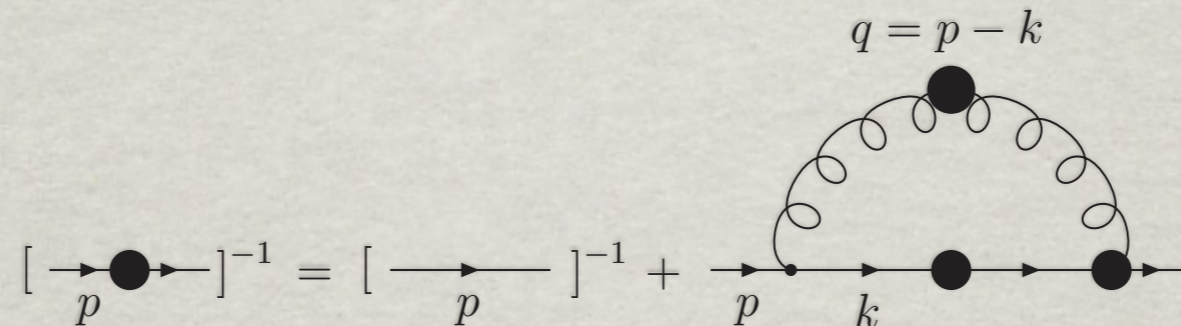 q = p − k
[ ]⁻¹ = [ ]⁻¹ +
p p p k